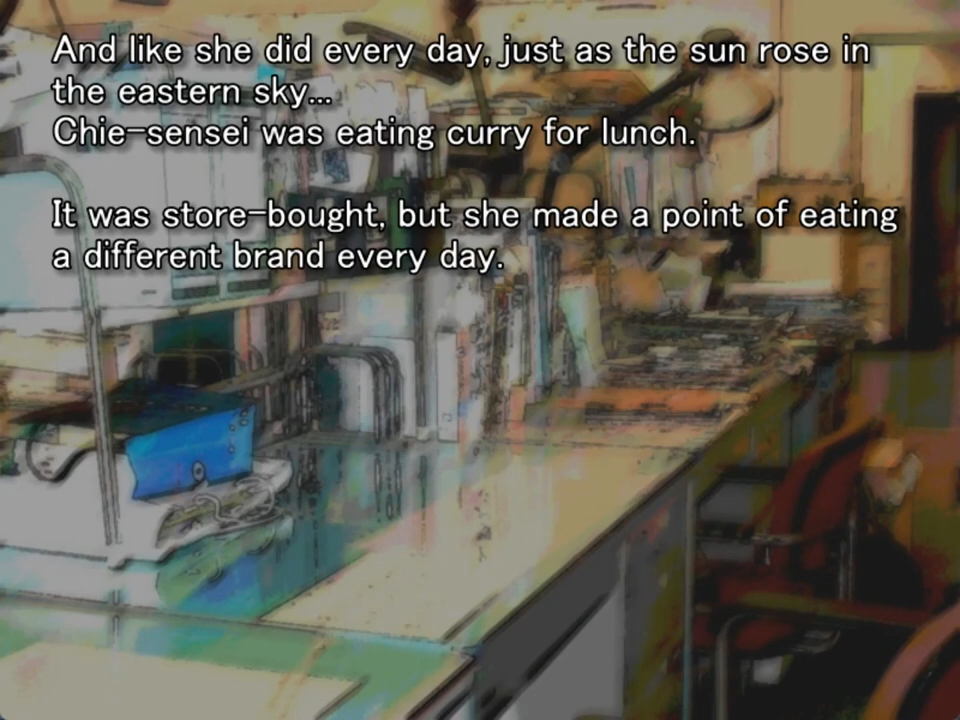 And like she did every day, just as the sun rose in
the eastern sky...
Chie-sensei was eating curry for lunch.
It was store-bought, but she made a point of eating
a different brand every day.